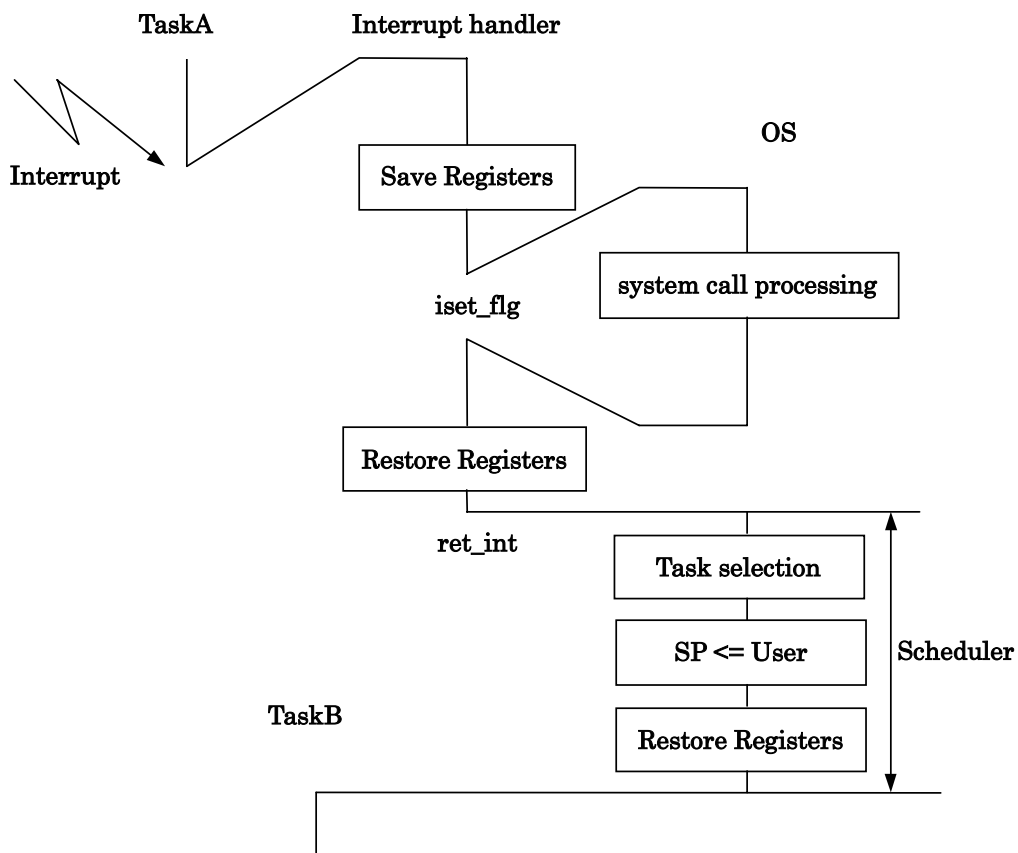 TaskA
Interrupt handler
OS
Interrupt
Save Registers
system call processing
iset_flg
Restore Registers
ret_int
Task selection
SP <= User
Scheduler
TaskB
Restore Registers